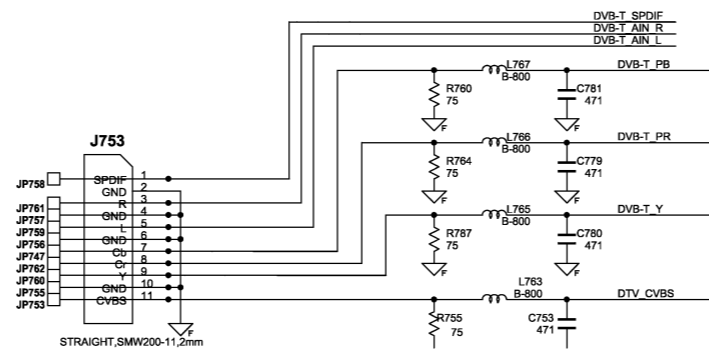 DVB-T_SPDIF
DVB-T_AIN_R
DVB-T_AIN_L
L767
B-800
DVB-T_PB
R760
75
C781
471
F
F
L766
B-800
DVB-T_PR
R764
75
C779
471
F
F
L765
B-800
DVB-T_Y
R787
75
C780
471
F
F
L763
B-800
DTV_CVBS
R755
75
C753
471
J753
JP758
SPDIF 1
GND 2
JP761
R 3
JP757
GND 4
JP759
L 5
JP756
GND 6
JP747
Cb 7
JP762
Cr 8
JP760
Y 9
JP755
GND 10
JP753
CVBS 11
F
STRAIGHT,SMW200-11,2mm